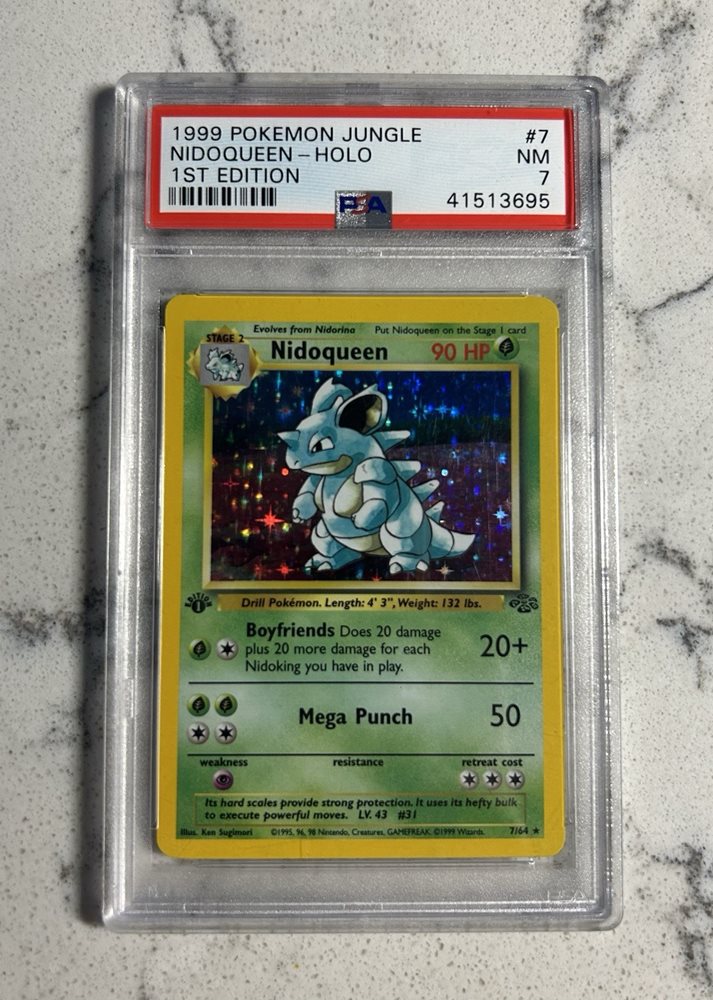 1999 POKEMON JUNGLE #7
NIDOQUEEN – HOLO NM
1ST EDITION 7
PSA 41513695
Evolves from Nidorina Put Nidoqueen on the Stage 1 card
STAGE 2
Nidoqueen 90 HP
EDITION
1
Drill Pokémon. Length: 4' 3", Weight: 132 lbs.
Boyfriends Does 20 damage
plus 20 more damage for each
Nidoking you have in play.
20+
Mega Punch 50
weakness resistance retreat cost
Its hard scales provide strong protection. It uses its hefty bulk
to execute powerful moves. LV. 43 #31
Illus. Ken Sugimori ©1995, 96, 98 Nintendo, Creatures, GAMEFREAK. ©1999 Wizards. 7/64 ★